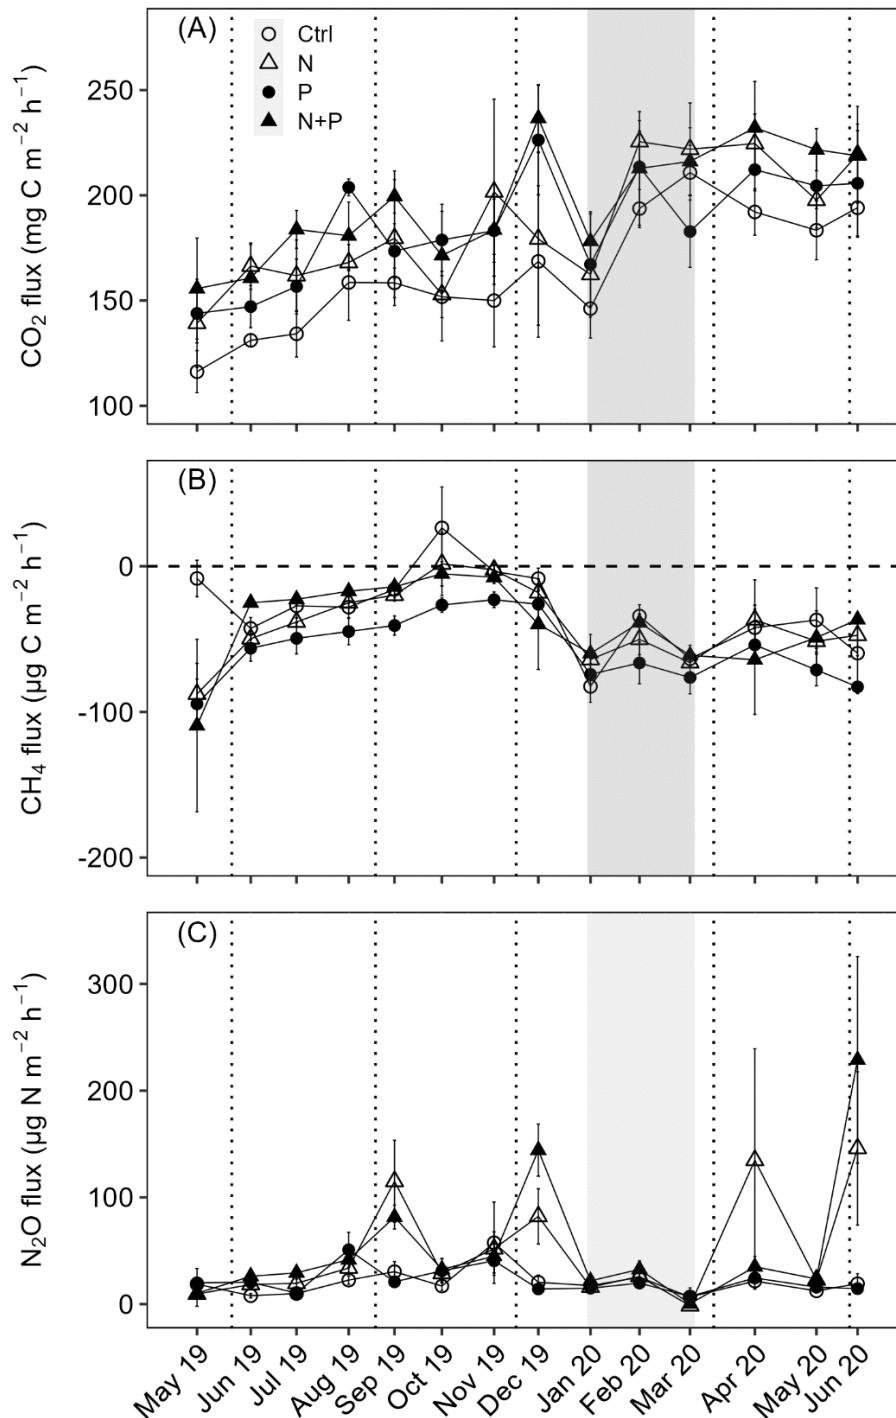 (A)
Ctrl
N
P
N+P
CO₂ flux (mg C m⁻² h⁻¹)
250
200
150
100
(B)
CH₄ flux (µg C m⁻² h⁻¹)
0
-100
-200
(C)
N₂O flux (µg N m⁻² h⁻¹)
300
200
100
0
May 19
Jun 19
Jul 19
Aug 19
Sep 19
Oct 19
Nov 19
Dec 19
Jan 20
Feb 20
Mar 20
Apr 20
May 20
Jun 20